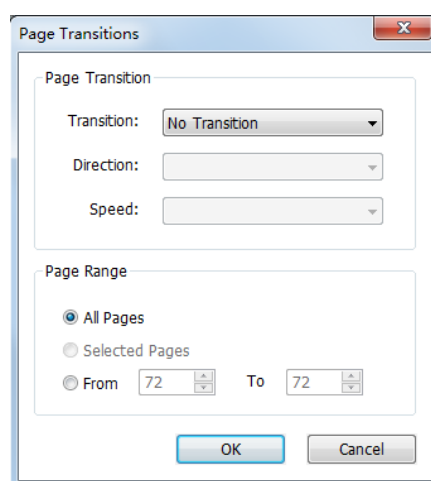 Page Transitions
Page Transition
Transition: No Transition
Direction:
Speed:
Page Range
All Pages
Selected Pages
From 72 To 72
OK Cancel